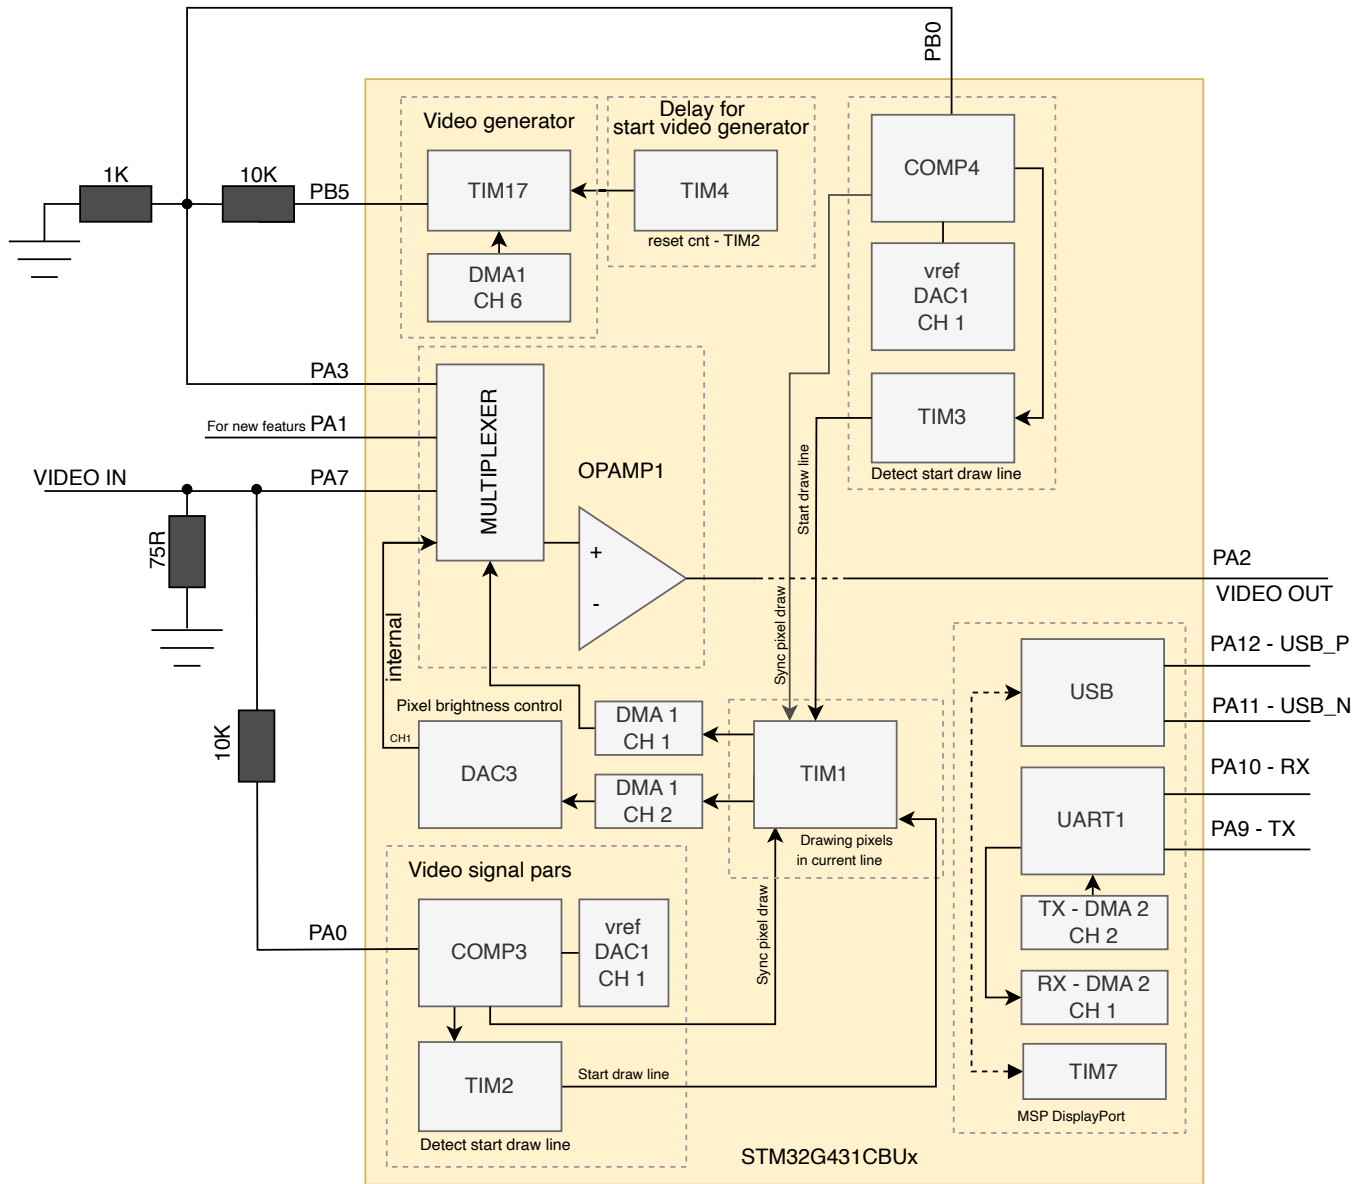 PB0
Video generator
Delay for
start video generator
TIM17
TIM4
reset cnt - TIM2
DMA1
CH 6
COMP4
vref
DAC1
CH 1
TIM3
Detect start draw line
1K
10K
PB5
PA3
For new featurs PA1
VIDEO IN
PA7
75R
10K
MULTIPLEXER
OPAMP1
+
-
internal
Start draw line
Sync pixel draw
PA2
VIDEO OUT
Pixel brightness control
CH1
DAC3
DMA 1
CH 1
DMA 1
CH 2
TIM1
Drawing pixels
in current line
USB
PA12 - USB_P
PA11 - USB_N
PA10 - RX
UART1
PA9 - TX
TX - DMA 2
CH 2
RX - DMA 2
CH 1
TIM7
MSP DisplayPort
Video signal pars
PA0
COMP3
vref
DAC1
CH 1
Sync pixel draw
TIM2
Start draw line
Detect start draw line
STM32G431CBUx